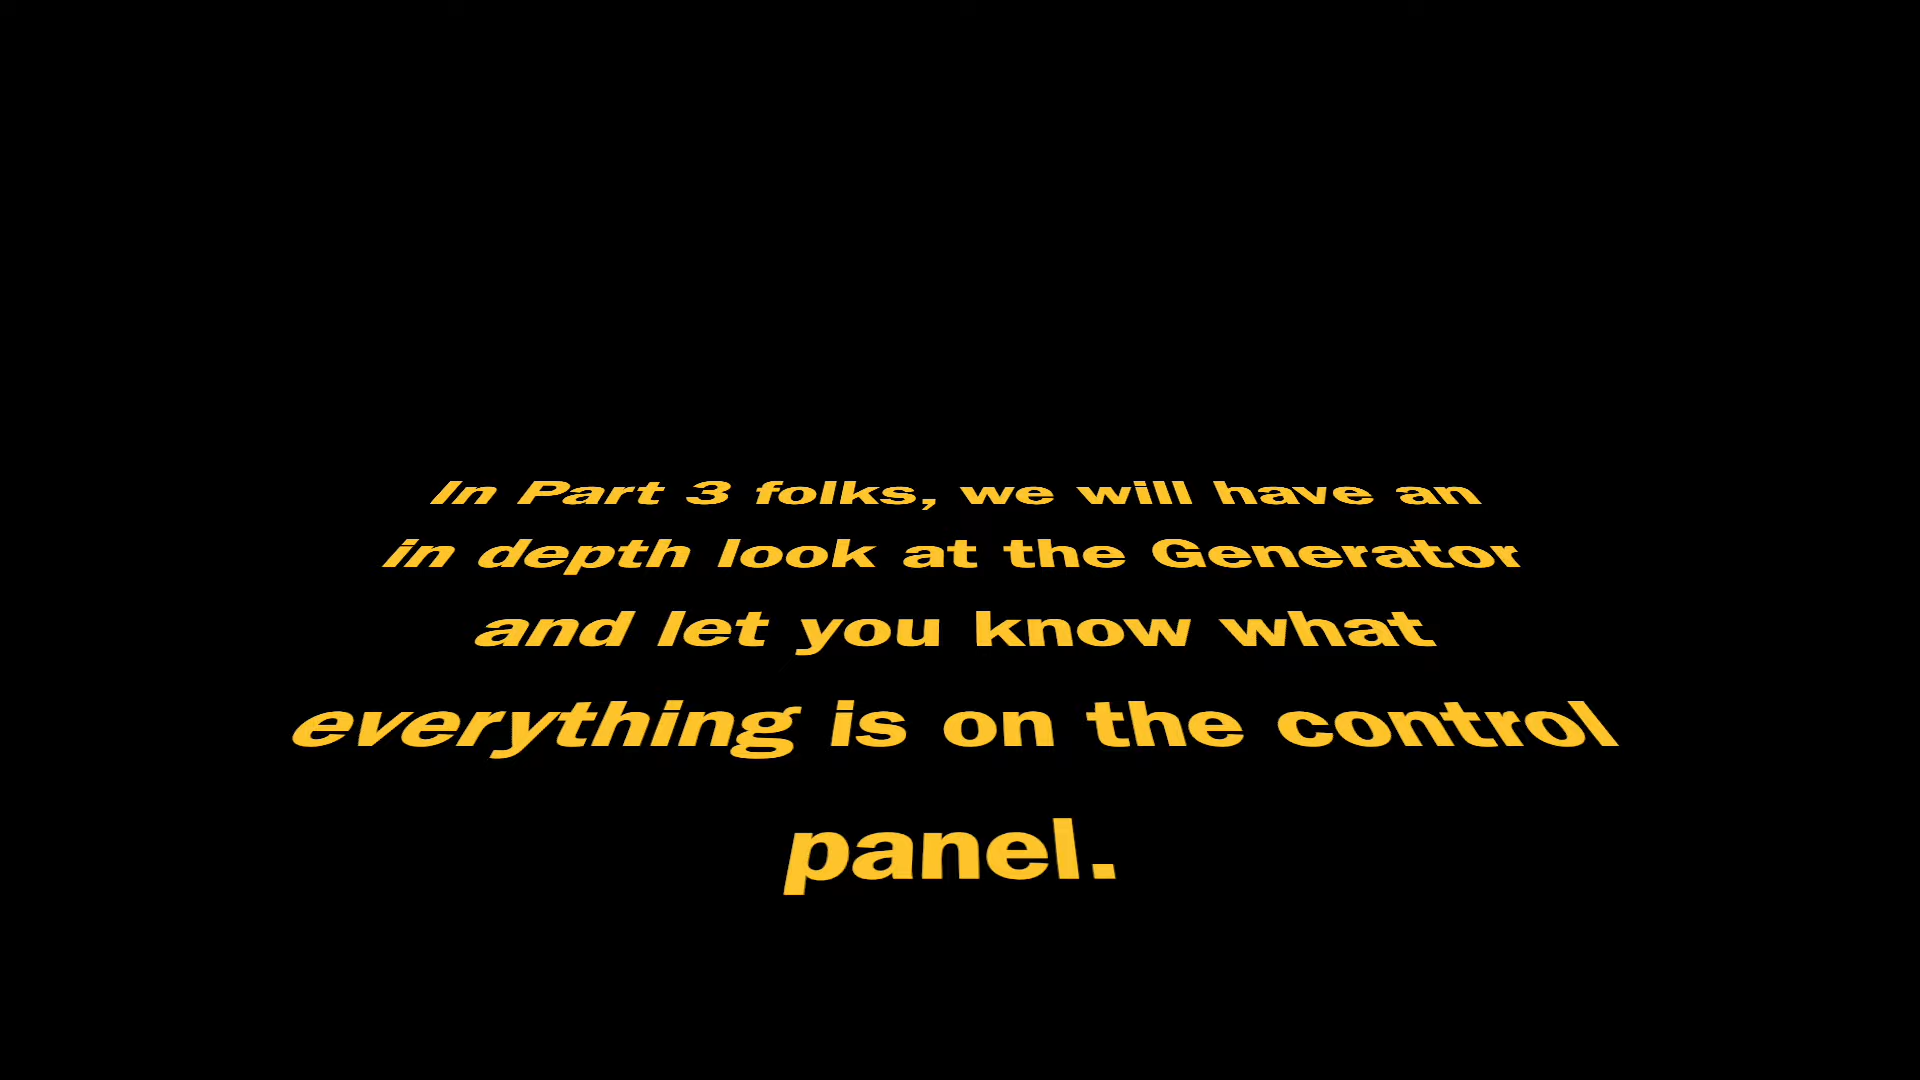 In Part 3 folks, we will have an
in depth look at the Generator
and let you know what
everything is on the control
panel.